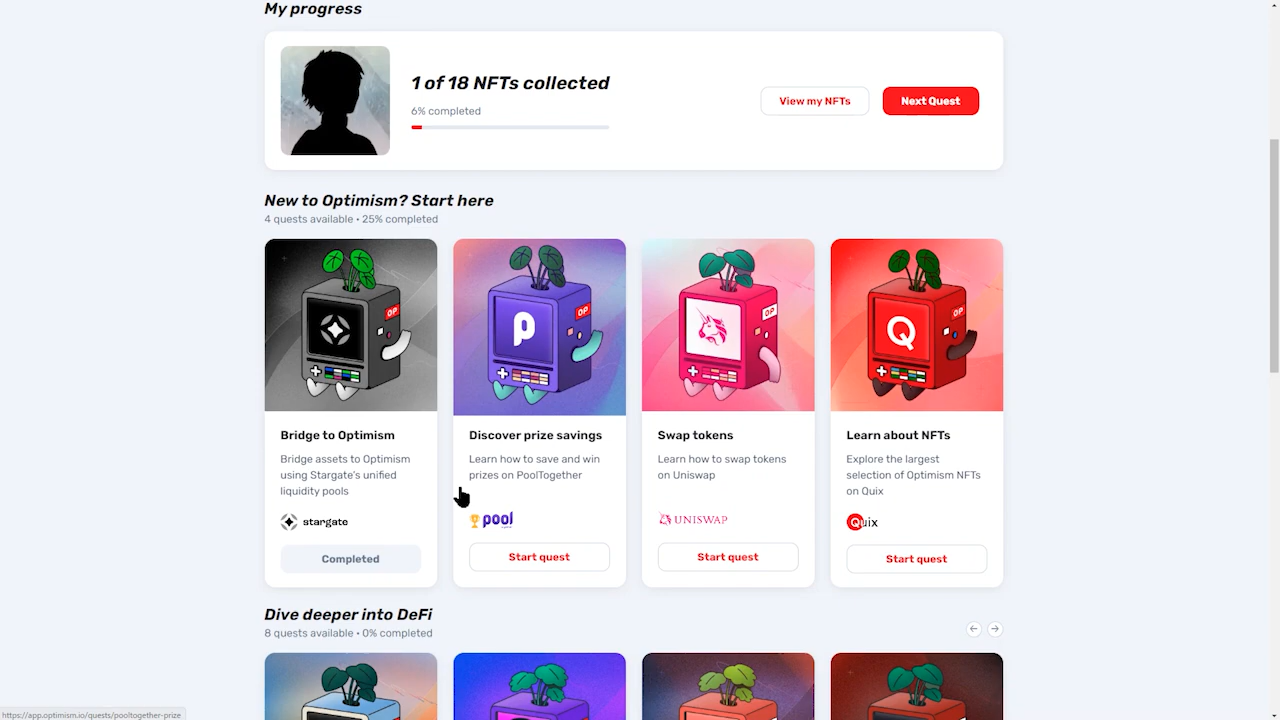 My progress
1 of 18 NFTs collected
6% completed
View my NFTs
Next Quest
New to Optimism? Start here
4 quests available • 25% completed
OP
OP
P
OP
OP
Q
Bridge to Optimism
Bridge assets to Optimism
using Stargate's unified
liquidity pools
stargate
Completed
Discover prize savings
Learn how to save and win
prizes on PoolTogether
pool
Start quest
Swap tokens
Learn how to swap tokens
on Uniswap
UNISWAP
Start quest
Learn about NFTs
Explore the largest
selection of Optimism NFTs
on Quix
Quix
Start quest
Dive deeper into DeFi
8 quests available • 0% completed
https://app.optimism.io/quests/pooltogether-prize